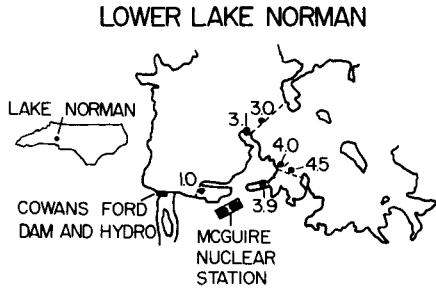 LOWER LAKE NORMAN
LAKE NORMAN
3.1
3.0
4.0
4.5
1.0
3.9
COWANS FORD
DAM AND HYDRO
MCGUIRE
NUCLEAR
STATION